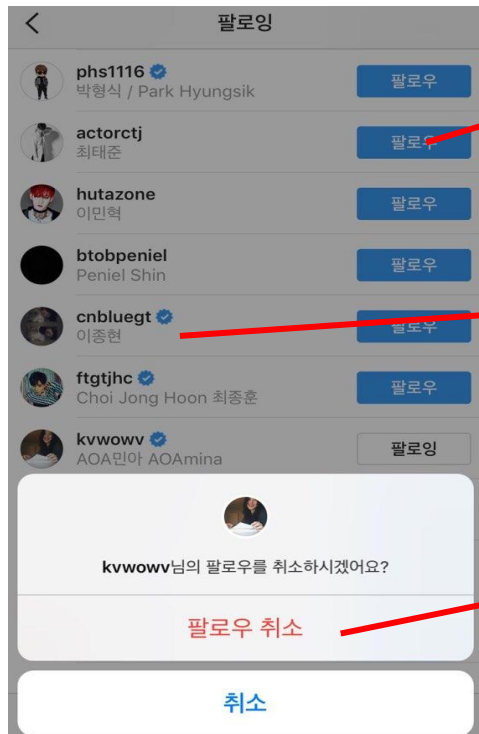 팔로잉
phs1116
박형식 / Park Hyungsik
팔로우
actorctj
최태준
팔로우
hutazone
이민혁
팔로우
btobpeniel
Peniel Shin
팔로우
cnbluegt
이종현
팔로우
ftgtjhc
Choi Jong Hoon 최종훈
팔로우
kvwowv
AOA민아 AOAmina
팔로잉
kvwowv님의 팔로우를 취소하시겠어요?
팔로우 취소
취소